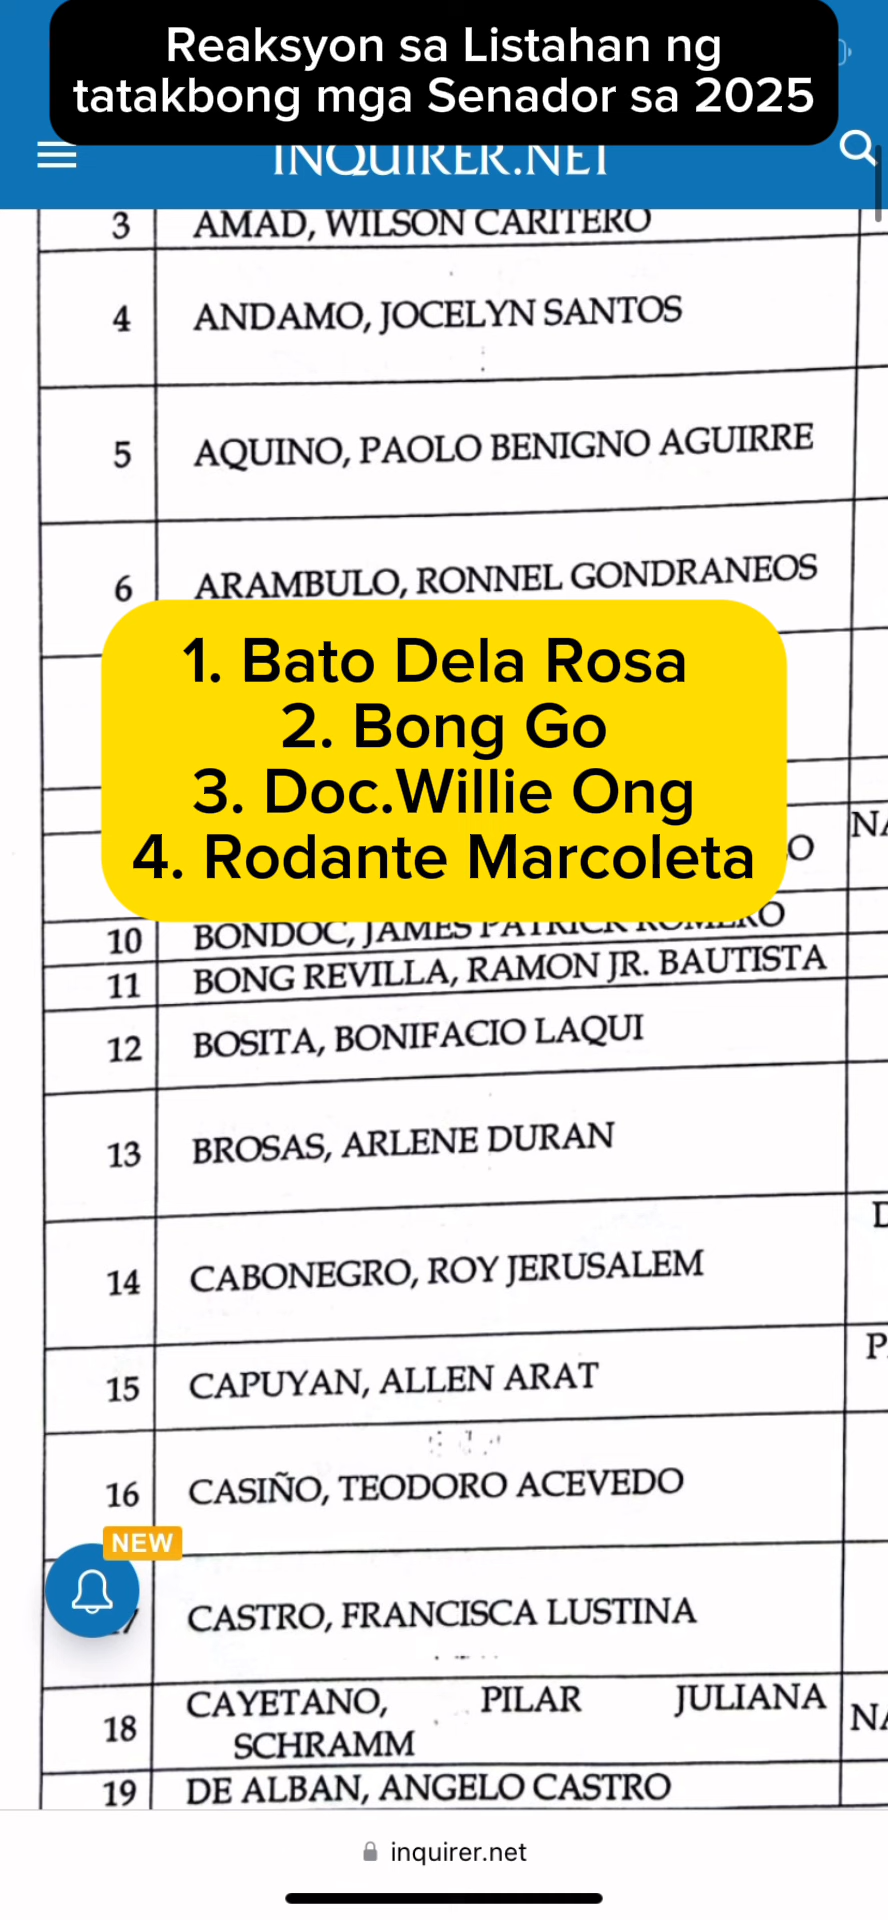 Reaksyon sa Listahan ng
tatakbong mga Senador sa 2025
INQUIRER.NET
3 AMAD, WILSON CARITERO
4 ANDAMO, JOCELYN SANTOS
5 AQUINO, PAOLO BENIGNO AGUIRRE
6 ARAMBULO, RONNEL GONDRANEOS
1. Bato Dela Rosa
2. Bong Go
3. Doc.Willie Ong
4. Rodante Marcoleta
10 BONDOC, JAMES PATRICK ROMERO
11 BONG REVILLA, RAMON JR. BAUTISTA
12 BOSITA, BONIFACIO LAQUI
13 BROSAS, ARLENE DURAN
14 CABONEGRO, ROY JERUSALEM
15 CAPUYAN, ALLEN ARAT
16 CASIÑO, TEODORO ACEVEDO
NEW
CASTRO, FRANCISCA LUSTINA
18 CAYETANO, PILAR JULIANA
SCHRAMM
19 DE ALBAN, ANGELO CASTRO
inquirer.net